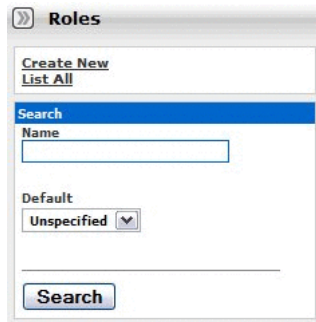 Roles
Create New
List All
Search
Name
Default
Unspecified
Search